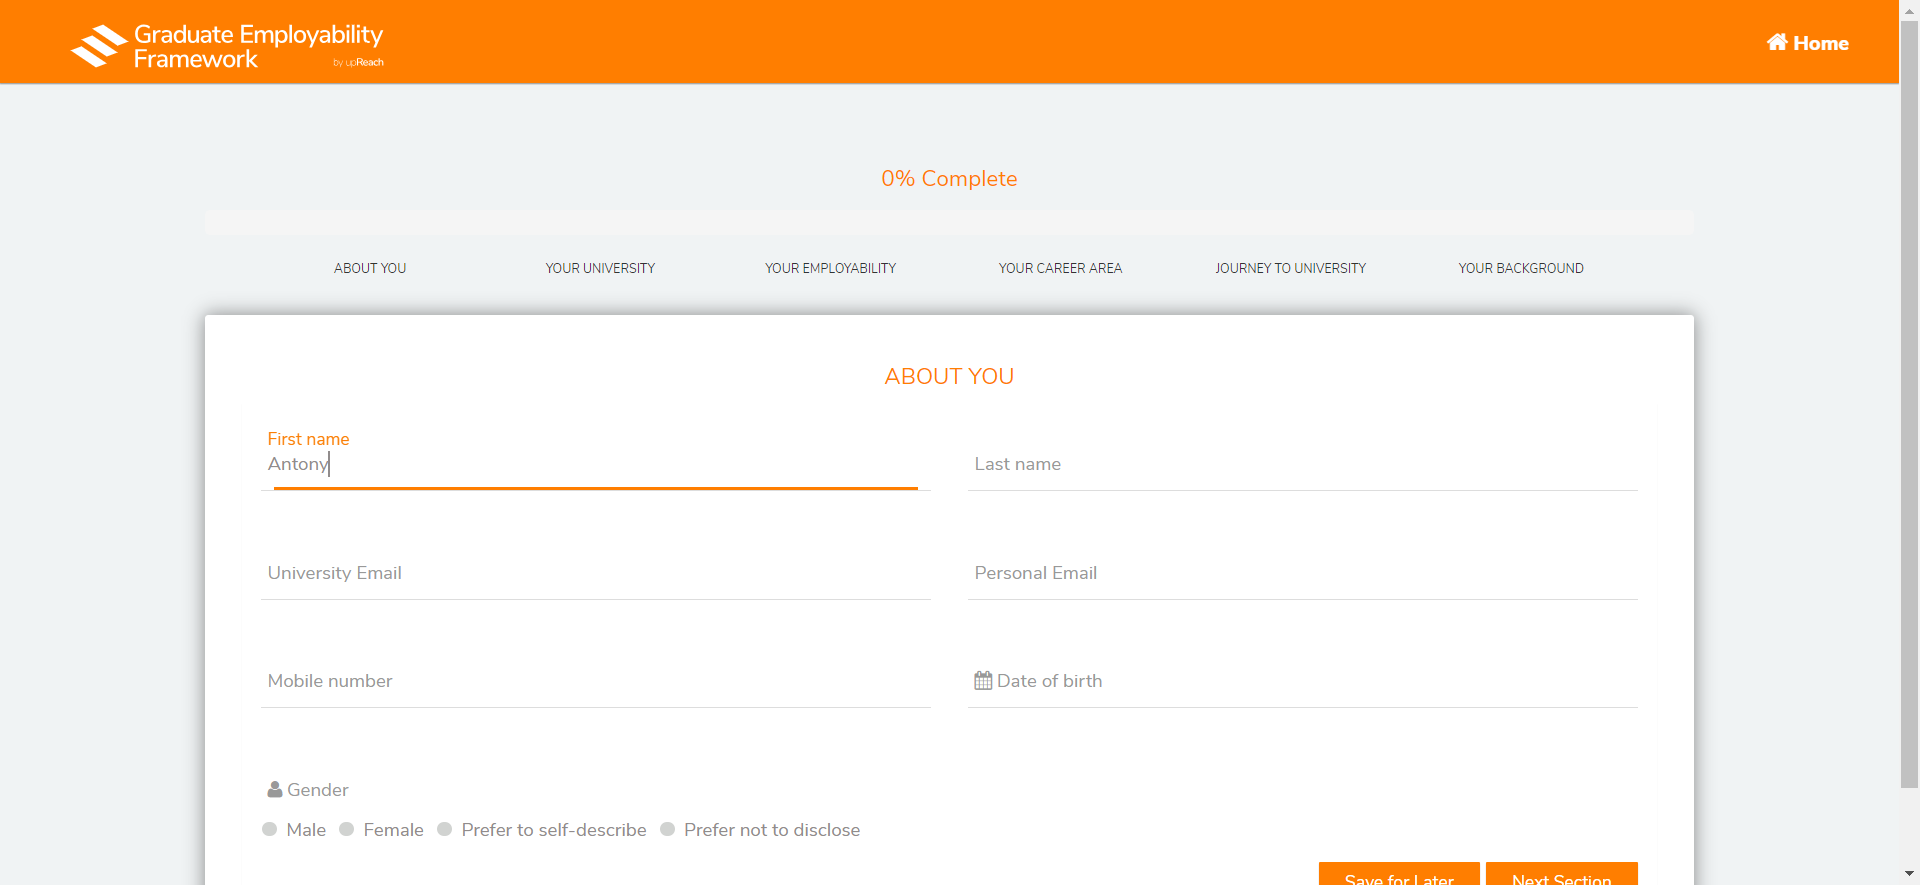 Graduate Employability
Framework
by upReach
Home
0% Complete
ABOUT YOU
YOUR UNIVERSITY
YOUR EMPLOYABILITY
YOUR CAREER AREA
JOURNEY TO UNIVERSITY
YOUR BACKGROUND
ABOUT YOU
First name
Antony
Last name
University Email
Personal Email
Mobile number
Date of birth
Gender
Male
Female
Prefer to self-describe
Prefer not to disclose
Save for Later
Next Section